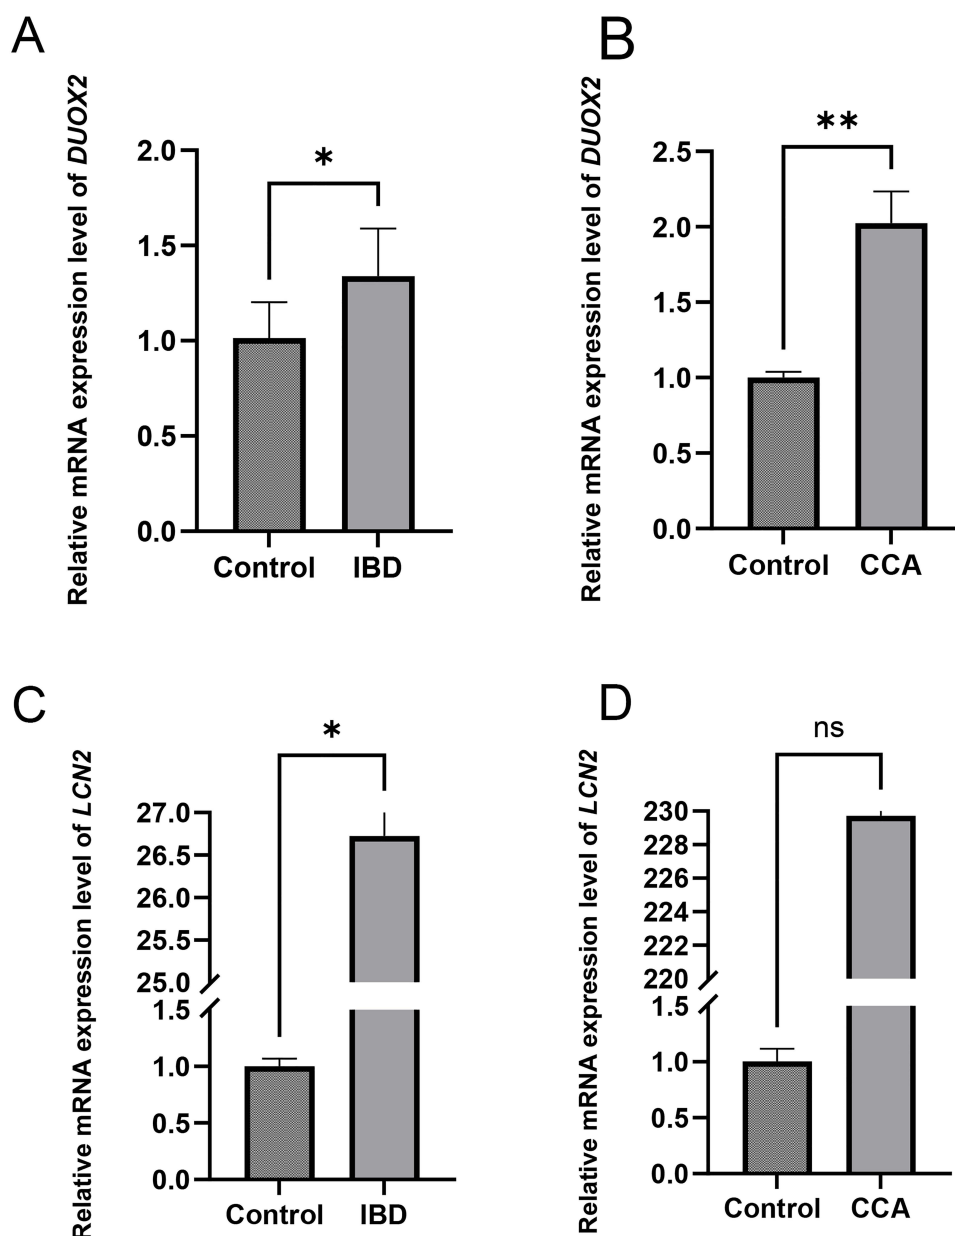 A
Relative mRNA expression level of DUOX2
2.0
1.5
1.0
0.5
0.0
*
Control IBD
B
Relative mRNA expression level of DUOX2
2.5
2.0
1.5
1.0
0.5
0.0
**
Control CCA
C
Relative mRNA expression level of LCN2
27.0
26.5
26.0
25.5
25.0
1.5
1.0
0.5
0.0
*
Control IBD
D
Relative mRNA expression level of LCN2
230
228
226
224
222
220
1.5
1.0
0.5
0.0
ns
Control CCA